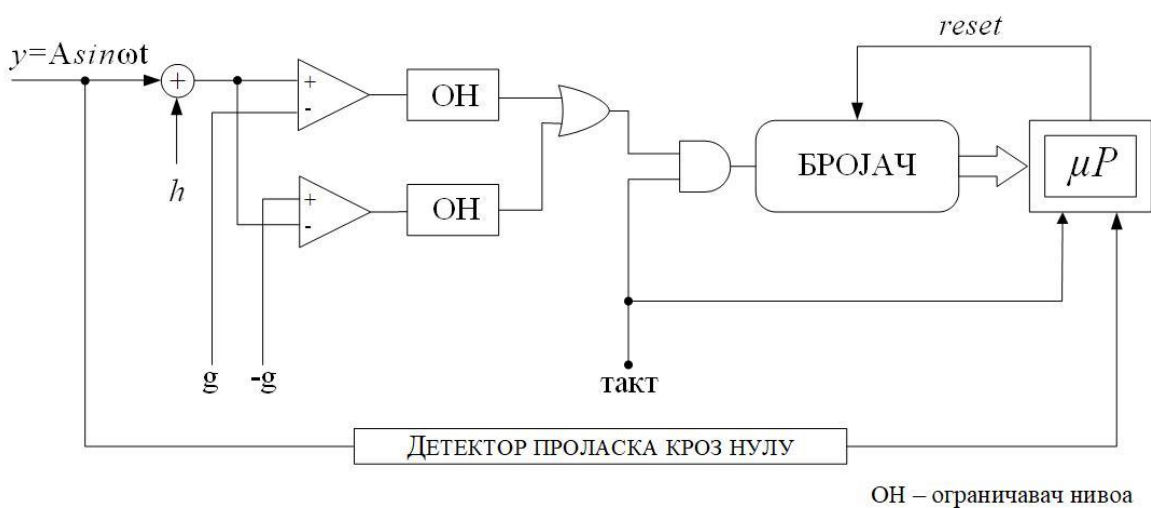 reset
y=Asinωt
+
h
+
-
ОН
+
-
ОН
БРОЈАЧ
μP
g
-g
такт
ДЕТЕКТОР ПРОЛАСКА КРОЗ НУЛУ
ОН – ограничавач нивоа